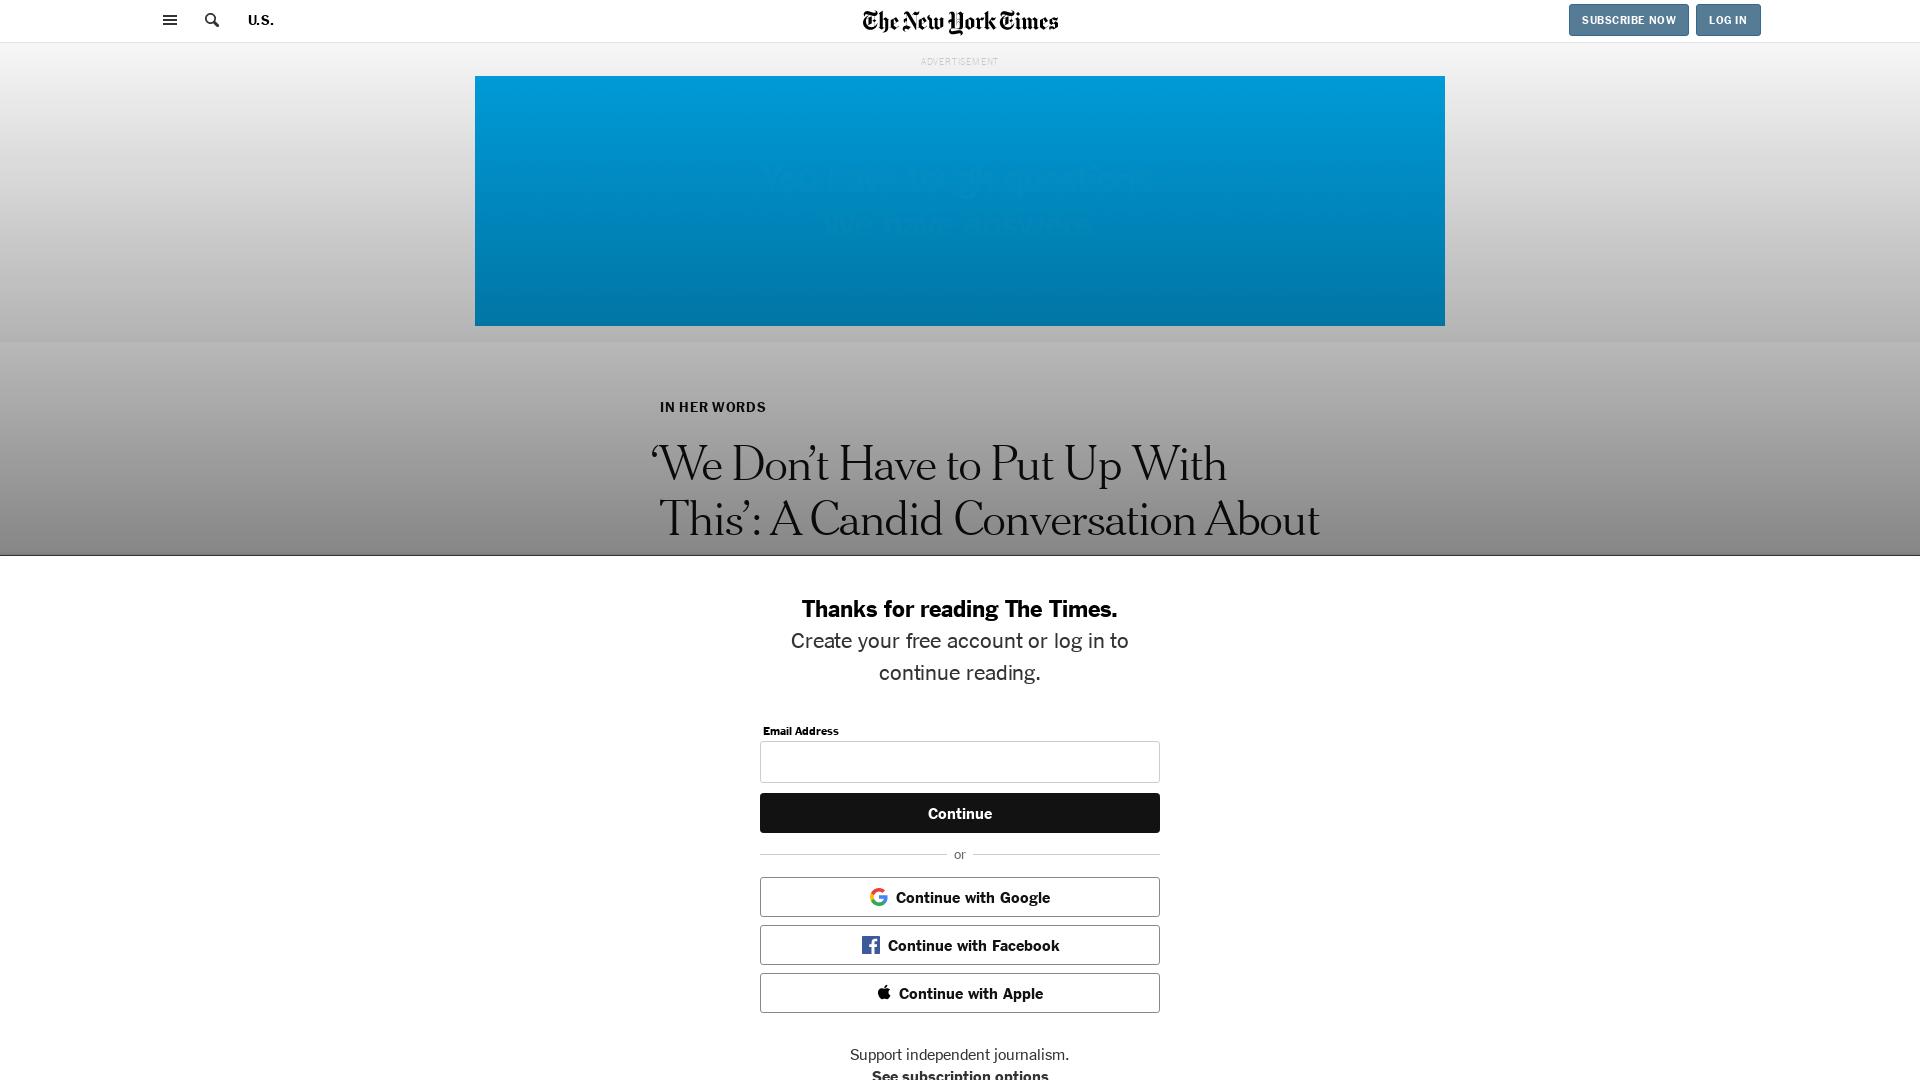 U.S.
The New York Times
SUBSCRIBE NOW
LOG IN
ADVERTISEMENT
IN HER WORDS
‘We Don’t Have to Put Up With
This’: A Candid Conversation About
Thanks for reading The Times.
Create your free account or log in to
continue reading.
Email Address
Continue
or
Continue with Google
Continue with Facebook
Continue with Apple
Support independent journalism.
See subscription options